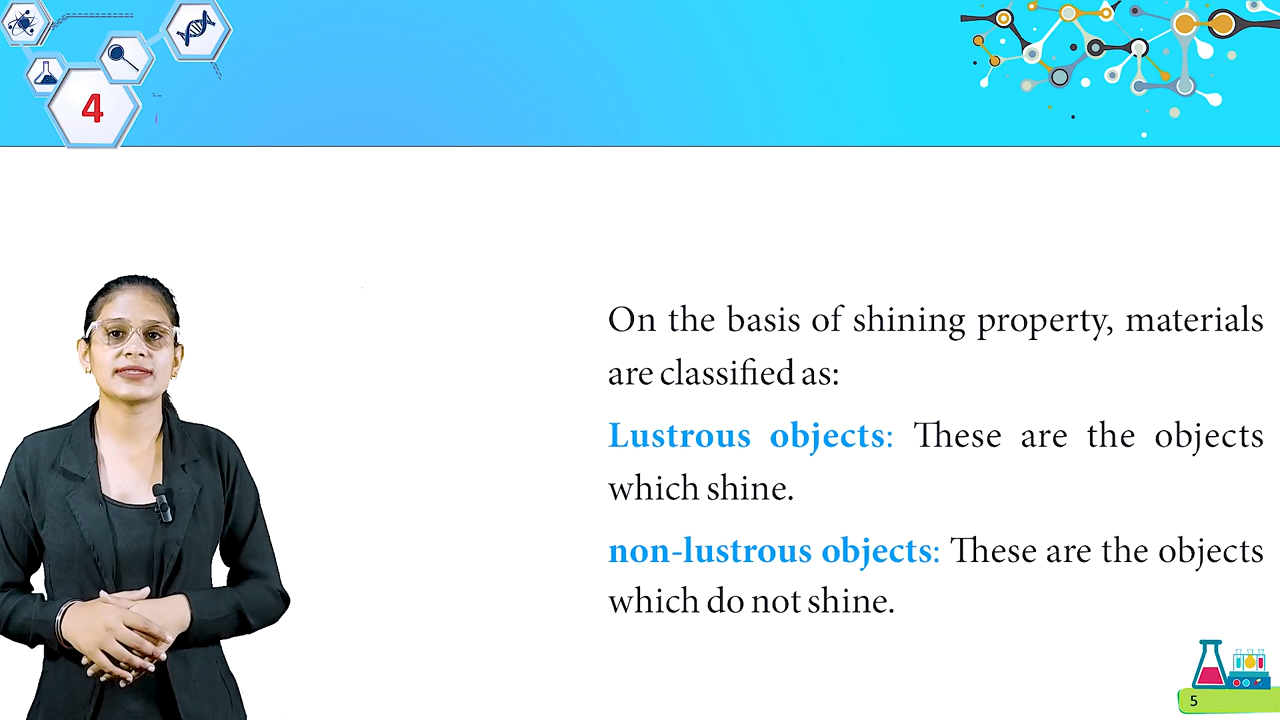 4
On the basis of shining property, materials
are classified as:
Lustrous objects: These are the objects
which shine.
non-lustrous objects: These are the objects
which do not shine.
5